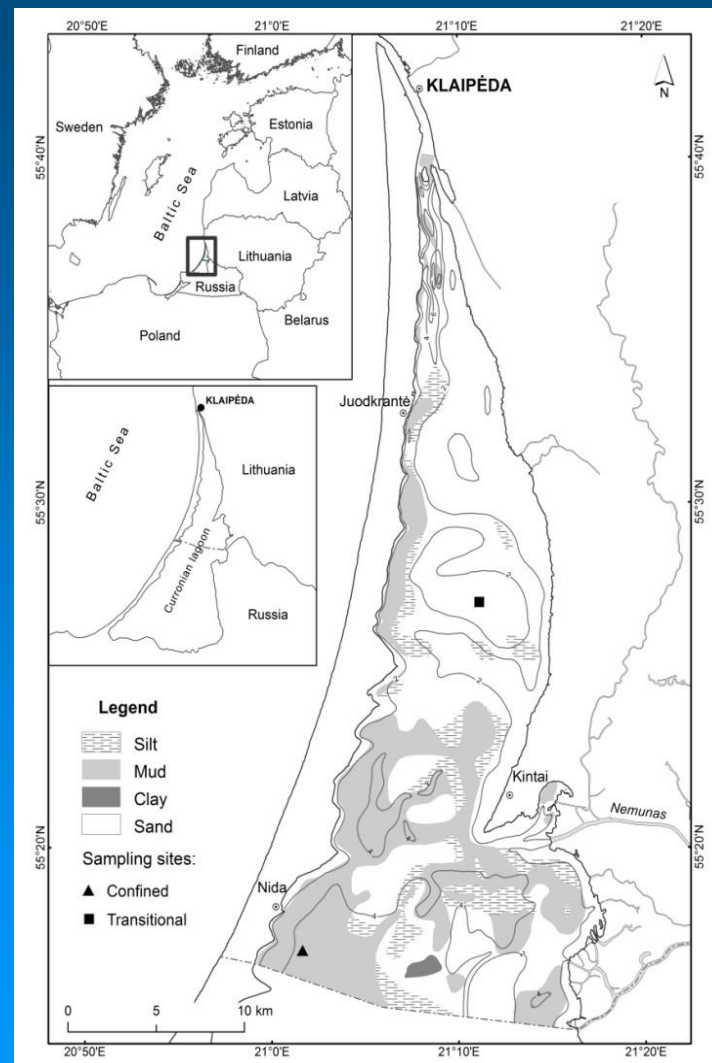 20°50'E
21°0'E
21°10'E
21°20'E
Finland
Sweden
Estonia
Latvia
Baltic Sea
Lithuania
Russia
Poland
Belarus
KLAIPĖDA
N
55°40'N
55°40'N
KLAIPĖDA
Baltic Sea
Lithuania
Curronian lagoon
Russia
Juodkrantė
55°30'N
55°30'N
Legend
Silt
Mud
Clay
Sand
Sampling sites:
Confined
Transitional
Kintai
Nemunas
55°20'N
55°20'N
Nida
0 5 10 km
20°50'E
21°0'E
21°10'E
21°20'E